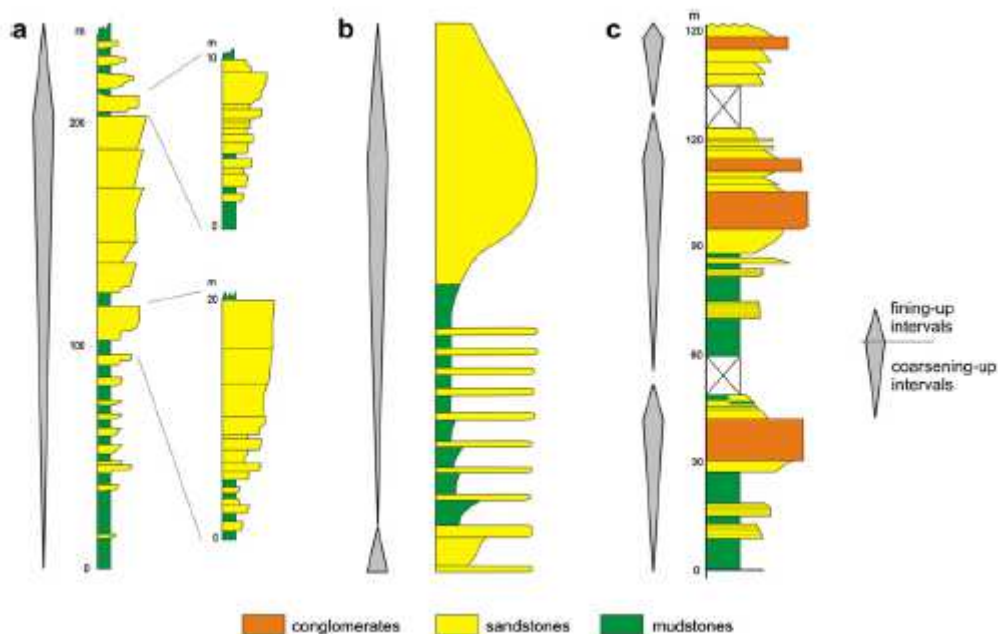 a
m
200
100
0
m
10
0
m
20
0
b
c
m
120
120
90
60
30
0
fining-up
intervals
coarsening-up
intervals
conglomerates
sandstones
mudstones